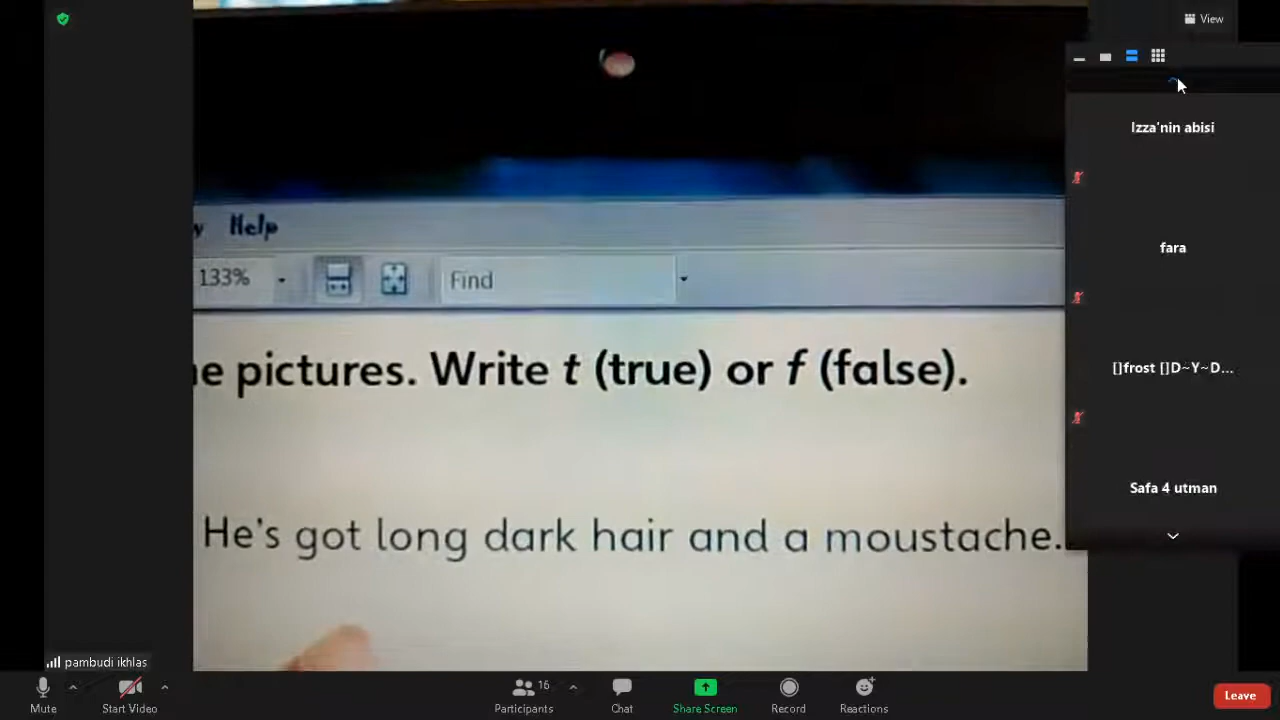 View
Izza'nin abisi
fara
[]frost []D~Y~D...
Safa 4 utman
y Help
133%
Find
e pictures. Write t (true) or f (false).
He's got long dark hair and a moustache.
pambudi ikhlas
Mute
Start Video
16
Participants
Chat
Share Screen
Record
Reactions
Leave